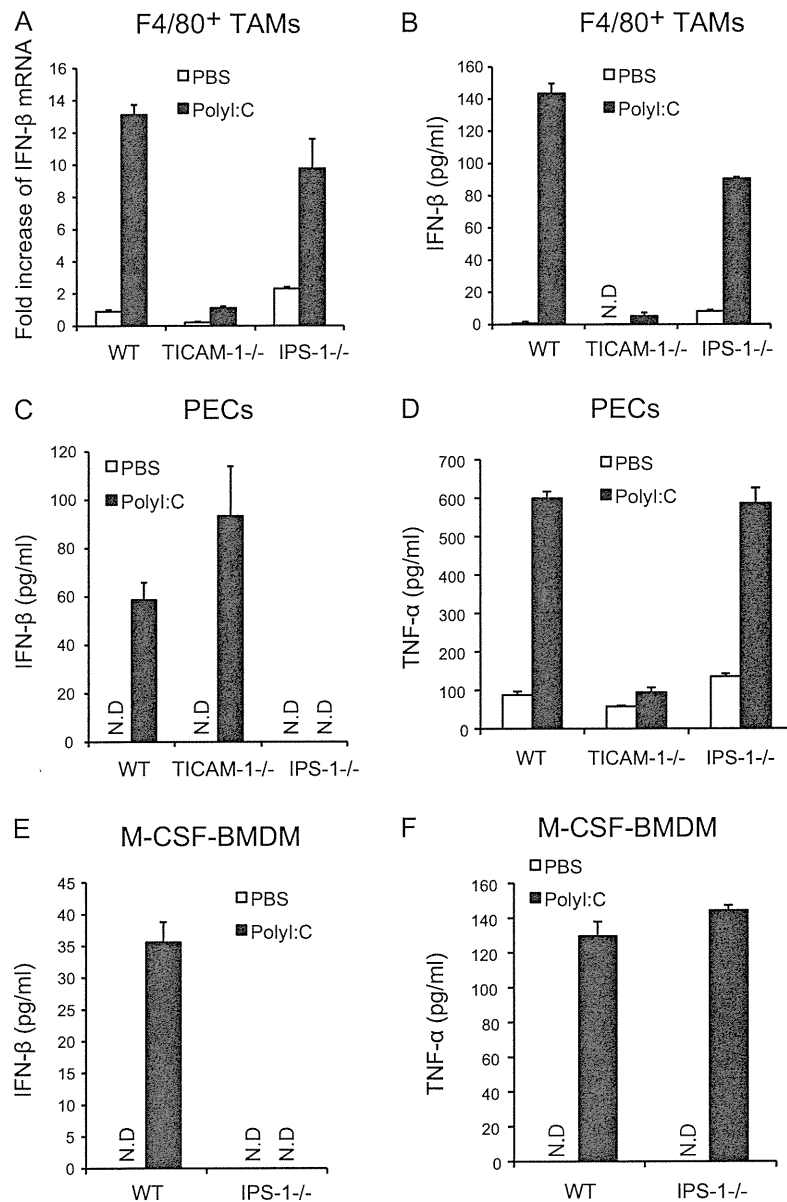 A
F4/80+ TAMs
Fold increase of IFN-β mRNA
16
14
12
10
8
6
4
2
0
PBS
PolyI:C
WT TICAM-1-/- IPS-1-/-
B
F4/80+ TAMs
IFN-β (pg/ml)
160
140
120
100
80
60
40
20
0
PBS
PolyI:C
N.D
WT TICAM-1-/- IPS-1-/-
C
PECs
IFN-β (pg/ml)
120
100
80
60
40
20
0
PBS
PolyI:C
N.D N.D N.D N.D
WT TICAM-1-/- IPS-1-/-
D
PECs
TNF-α (pg/ml)
700
600
500
400
300
200
100
0
PBS
PolyI:C
WT TICAM-1-/- IPS-1-/-
E
M-CSF-BMDM
IFN-β (pg/ml)
45
40
35
30
25
20
15
10
5
0
PBS
PolyI:C
N.D N.D N.D
WT IPS-1-/-
F
M-CSF-BMDM
TNF-α (pg/ml)
160
140
120
100
80
60
40
20
0
PBS
PolyI:C
N.D N.D
WT IPS-1-/-